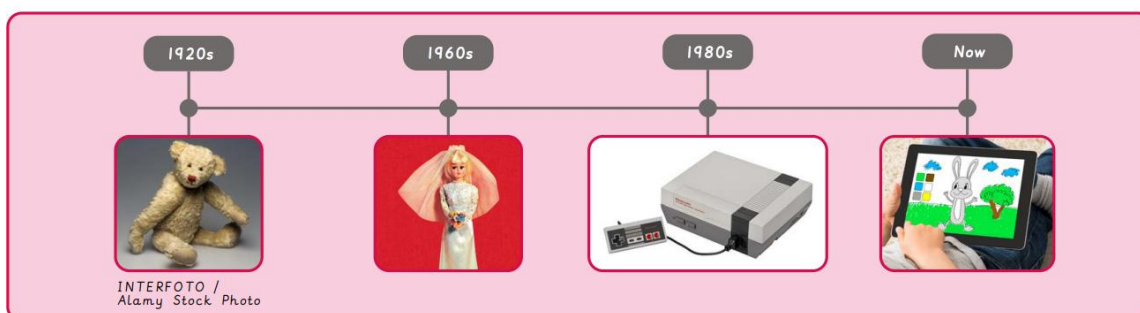 1920s
1960s
1980s
Now
INTERFOTO /
Alamy Stock Photo